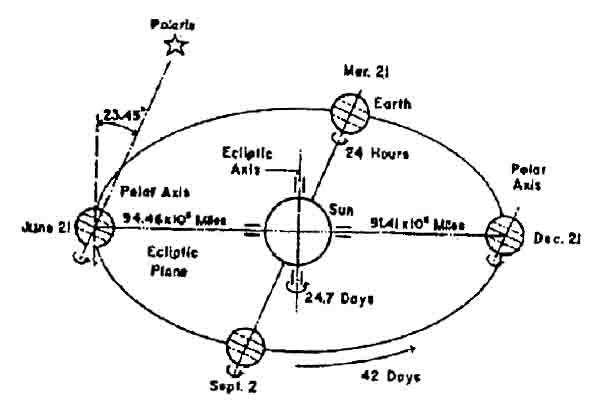 Polaris
Mar. 21
23.45°
Earth
Ecliptic
Axis
24 Hours
Polar
Axis
Polar Axis
Sun
June 21
94.46x10⁶ Miles
91.41x10⁶ Miles
Dec. 21
Ecliptic
Plane
24.7 Days
Sept. 2
42 Days